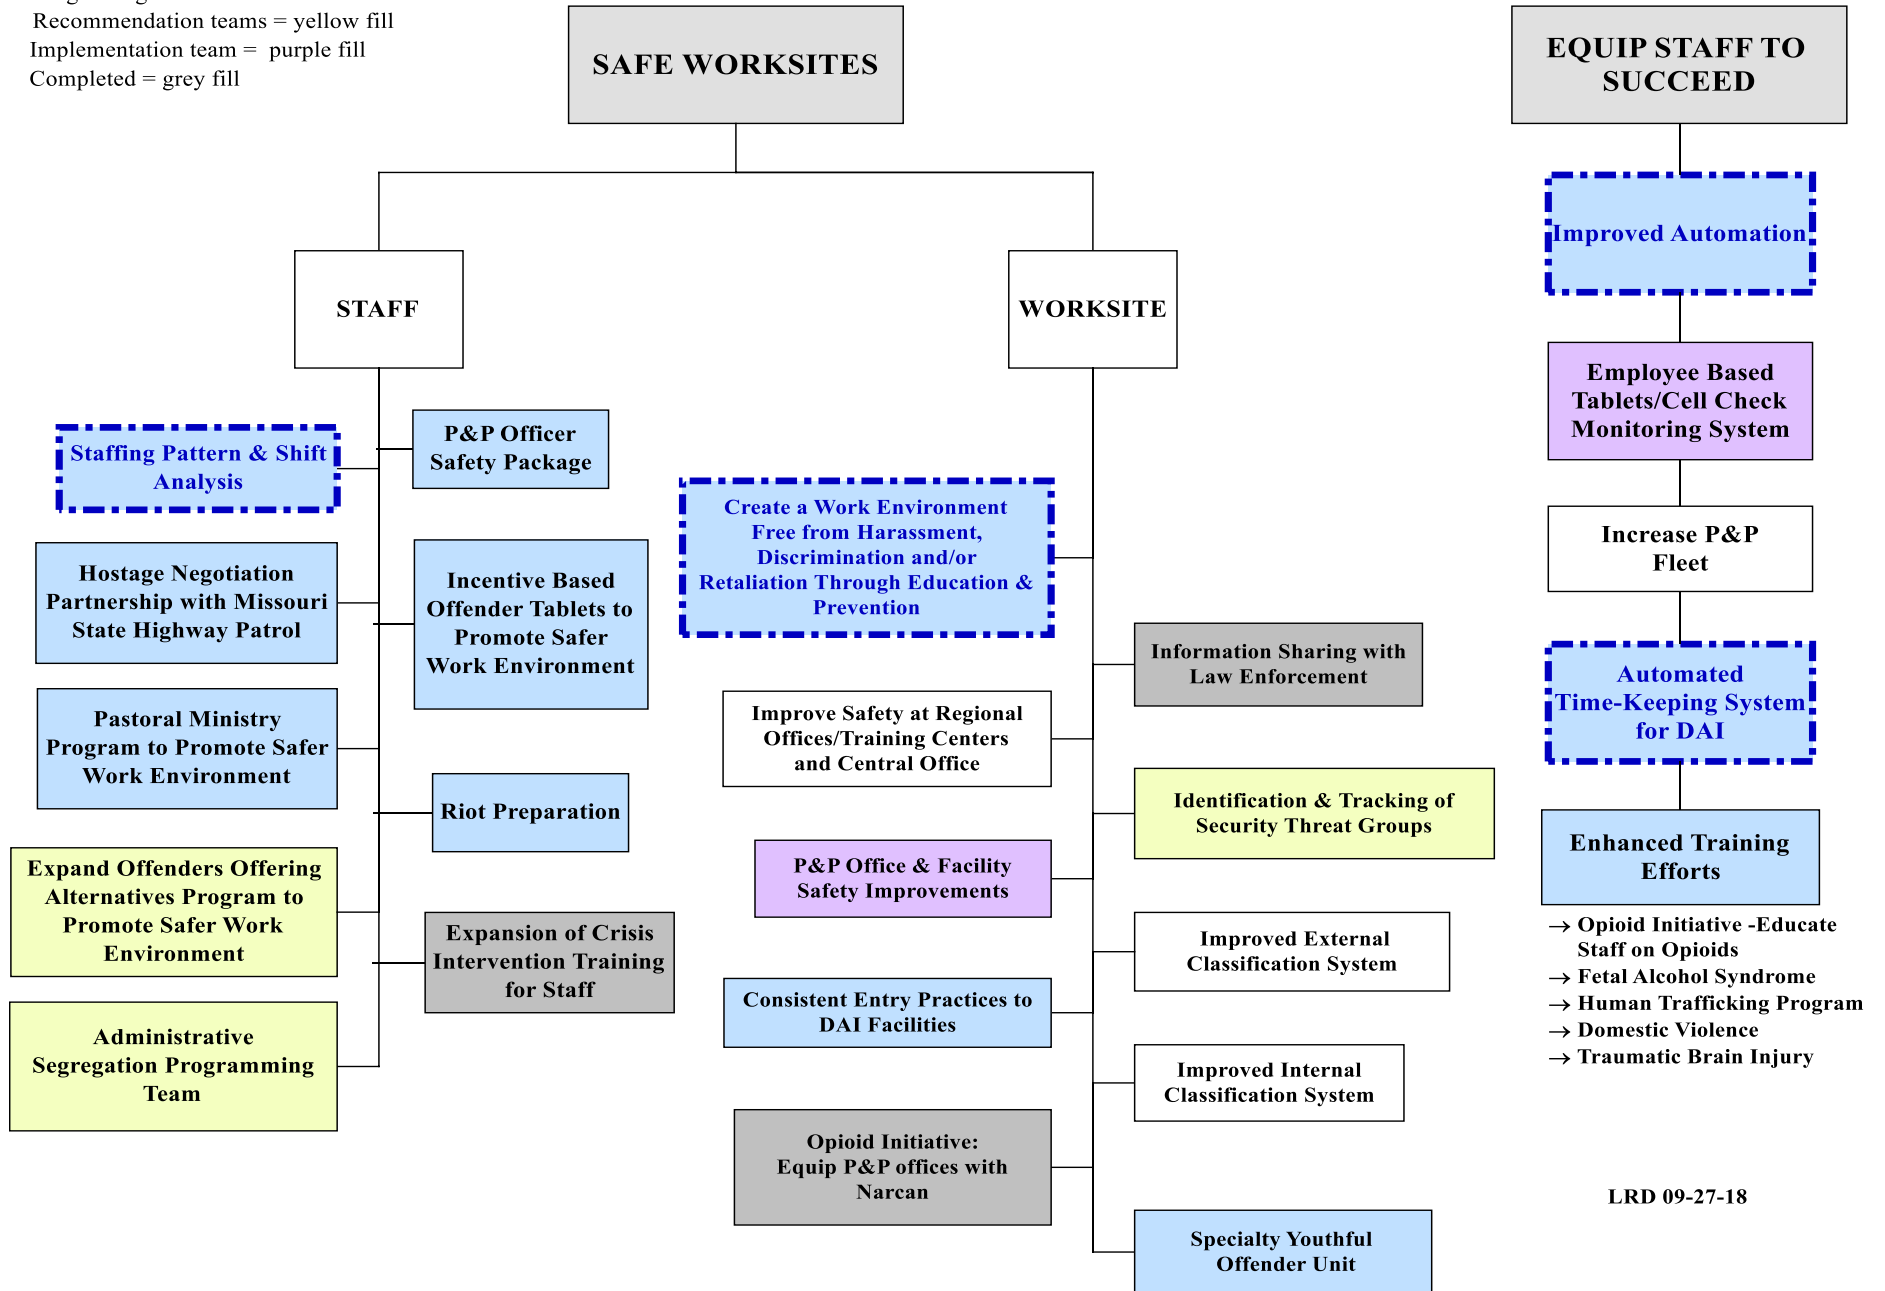 Recommendation teams = yellow fill
Implementation team =  purple fill
Completed = grey fill
SAFE WORKSITES
EQUIP STAFF TO
SUCCEED
STAFF
WORKSITE
Staffing Pattern & Shift
Analysis
P&P Officer
Safety Package
Hostage Negotiation
Partnership with Missouri
State Highway Patrol
Incentive Based
Offender Tablets to
Promote Safer
Work Environment
Pastoral Ministry
Program to Promote Safer
Work Environment
Riot Preparation
Expand Offenders Offering
Alternatives Program to
Promote Safer Work
Environment
Expansion of Crisis
Intervention Training
for Staff
Administrative
Segregation Programming
Team
Create a Work Environment
Free from Harassment,
Discrimination and/or
Retaliation Through Education &
Prevention
Information Sharing with
Law Enforcement
Improve Safety at Regional
Offices/Training Centers
and Central Office
Identification & Tracking of
Security Threat Groups
P&P Office & Facility
Safety Improvements
Improved External
Classification System
Consistent Entry Practices to
DAI Facilities
Improved Internal
Classification System
Opioid Initiative:
Equip P&P offices with
Narcan
Specialty Youthful
Offender Unit
Improved Automation
Employee Based
Tablets/Cell Check
Monitoring System
Increase P&P
Fleet
Automated
Time-Keeping System
for DAI
Enhanced Training
Efforts
→ Opioid Initiative -Educate
Staff on Opioids
→ Fetal Alcohol Syndrome
→ Human Trafficking Program
→ Domestic Violence
→ Traumatic Brain Injury
LRD 09-27-18